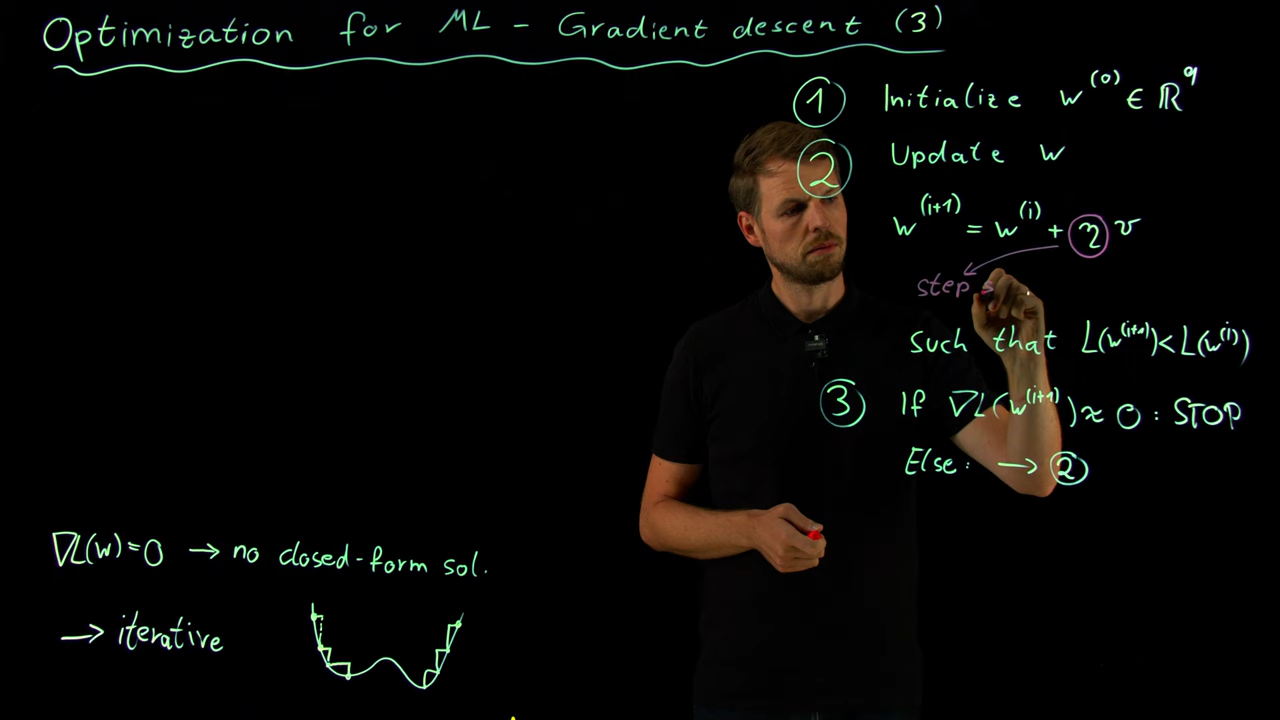 Optimization for ML - Gradient descent (3)
① Initialize w^(0) ∈ ℝ^q
② Update w
w^(i+1) = w^(i) + η v
step s
such that L(w^(i+1)) < L(w^(i))
③ If ∇L(w^(i+1)) ≈ 0 : STOP
Else: → ②
∇L(w) = 0 → no closed-form sol.
→ iterative